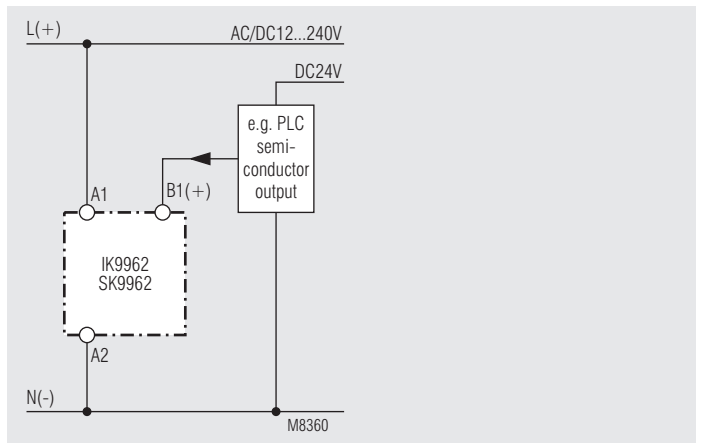 L(+)
AC/DC12...240V
DC24V
e.g. PLC
semi-
conductor
output
A1
B1(+)
IK9962
SK9962
A2
N(-)
M8360